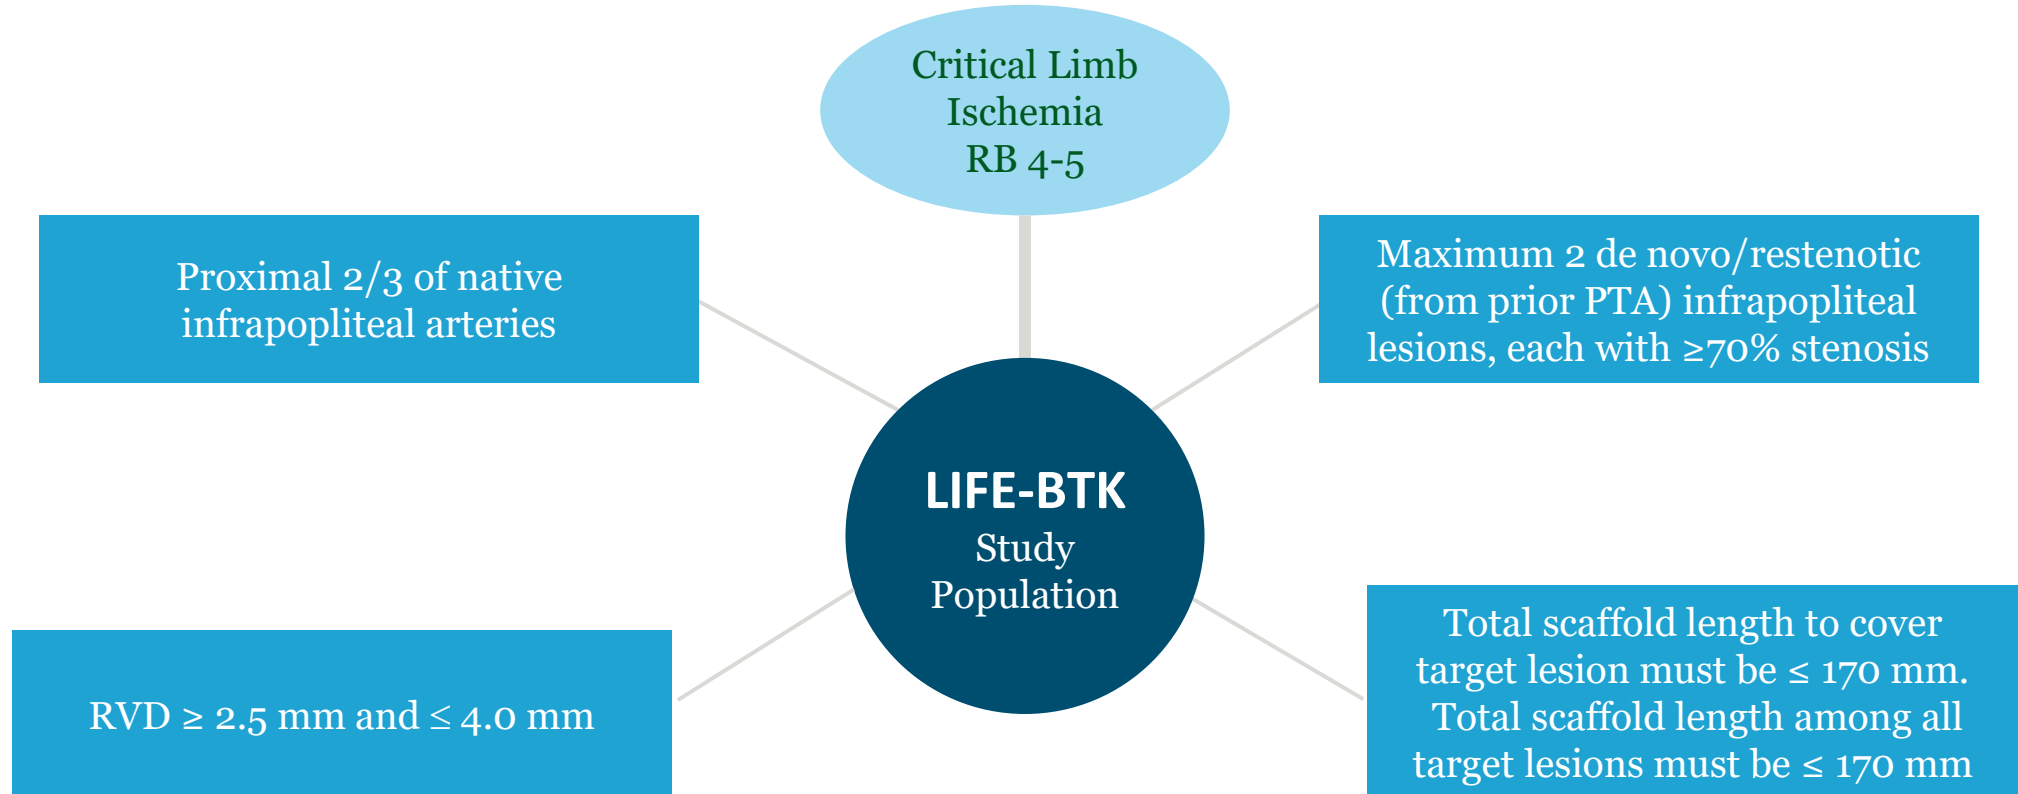 Critical Limb
Ischemia
RB 4-5
Proximal 2/3 of native
infrapopliteal arteries
Maximum 2 de novo/restenotic
(from prior PTA) infrapopliteal
lesions, each with ≥70% stenosis
LIFE-BTK
Study
Population
RVD ≥ 2.5 mm and ≤ 4.0 mm
Total scaffold length to cover
target lesion must be ≤ 170 mm.
Total scaffold length among all
target lesions must be ≤ 170 mm